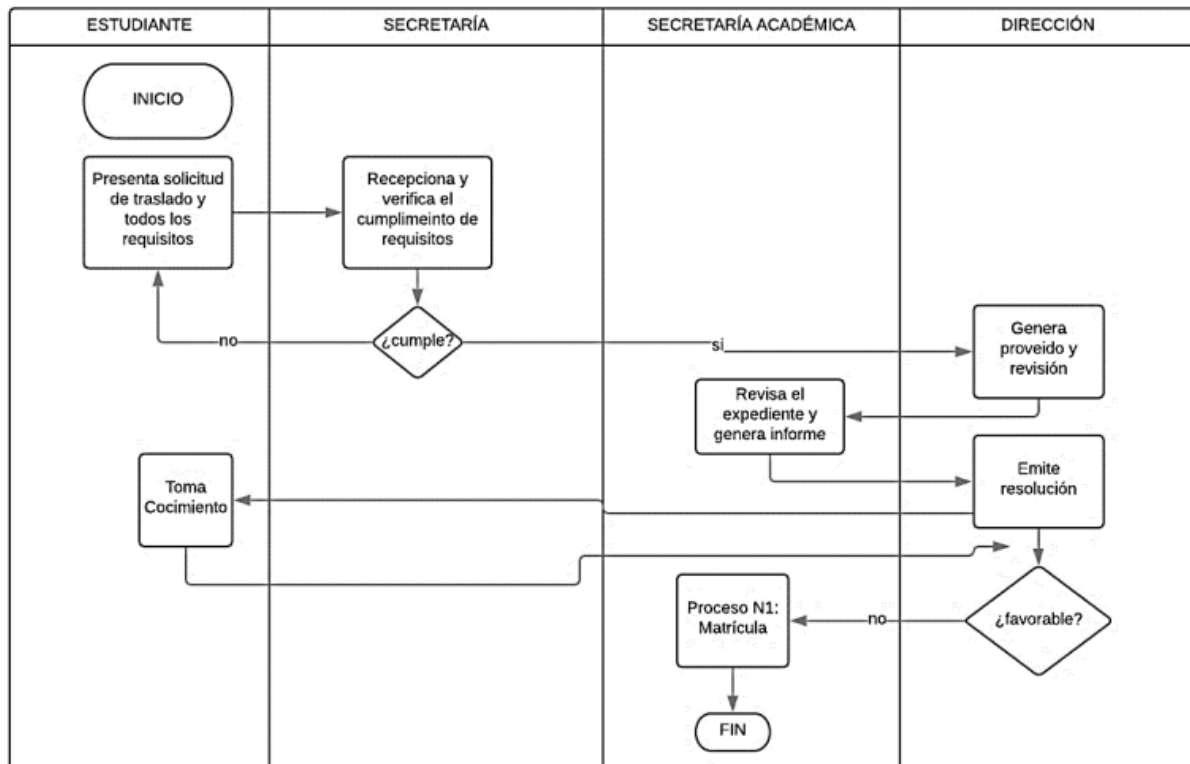 ESTUDIANTE
SECRETARÍA
SECRETARÍA ACADÉMICA
DIRECCIÓN
INICIO
Presenta solicitud
de traslado y
todos los
requisitos
Recepciona y
verifica el
cumplimeinto de
requisitos
¿cumple?
no
si
Genera
proveido y
revisión
Revisa el
expediente y
genera informe
Emite
resolución
Toma
Cocimiento
¿favorable?
no
Proceso N1:
Matrícula
FIN